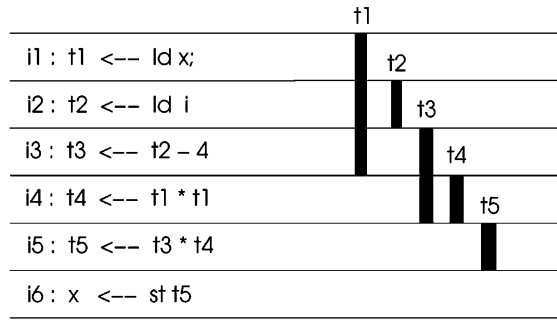 t1
i1 : t1 <-- ld x;
t2
i2 : t2 <-- ld i
t3
i3 : t3 <-- t2 – 4
t4
i4 : t4 <-- t1 * t1
t5
i5 : t5 <-- t3 * t4
i6 : x <-- st t5